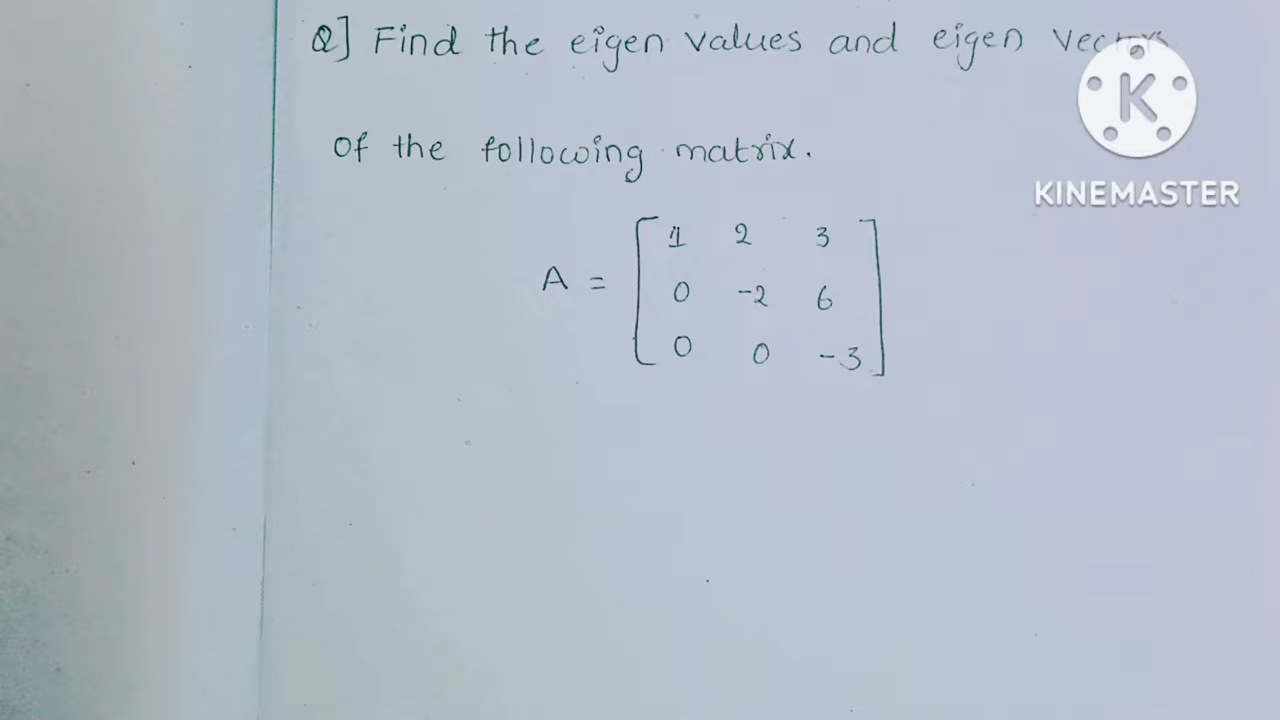 Q] Find the eigen values and eigen vectors
of the following matrix.
K
KINEMASTER
A = [ 1 2 3
0 -2 6
0 0 -3 ]